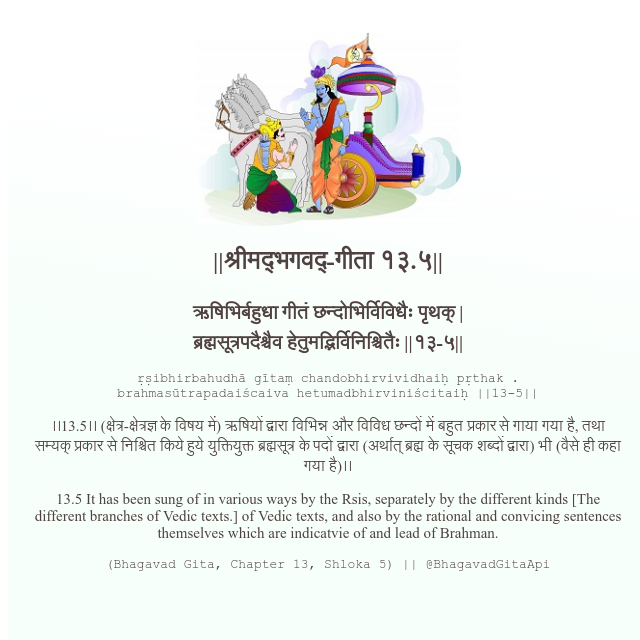 ||श्रीमद्‍भगवद्‍-गीता १३.५||
ऋषिभिर्बहुधा गीतं छन्दोभिर्विविधैः पृथक् |
ब्रह्मसूत्रपदैश्चैव हेतुमद्भिर्विनिश्चितैः ||१३-५||
ṛṣibhirbahudhā gītaṃ chandobhirvividhaiḥ pṛthak .
brahmasūtrapadaiścaiva hetumadbhirviniścitaiḥ ||13-5||
।।13.5।। (क्षेत्र-क्षेत्रज्ञ के विषय में) ऋषियों द्वारा विभिन्न और विविध छन्दों में बहुत प्रकार से गाया गया है, तथा
सम्यक् प्रकार से निश्चित किये हुये युक्तियुक्त ब्रह्मसूत्र के पदों द्वारा (अर्थात् ब्रह्म के सूचक शब्दों द्वारा) भी (वैसे ही कहा
गया है)।।
13.5 It has been sung of in various ways by the Rsis, separately by the different kinds [The
different branches of Vedic texts.] of Vedic texts, and also by the rational and convicing sentences
themselves which are indicatvie of and lead of Brahman.
(Bhagavad Gita, Chapter 13, Shloka 5) || @BhagavadGitaApi